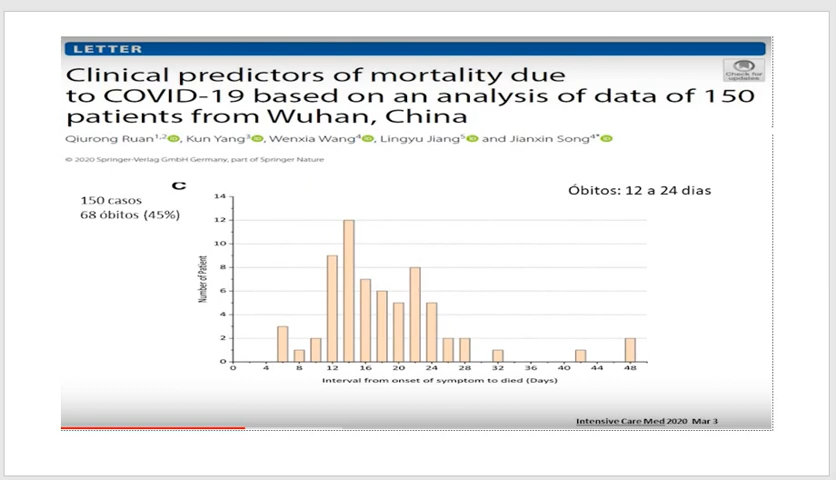 LETTER
Check for
updates
Clinical predictors of mortality due
to COVID-19 based on an analysis of data of 150
patients from Wuhan, China
Qiurong Ruan1,2, Kun Yang3, Wenxia Wang4, Lingyu Jiang5 and Jianxin Song4*
© 2020 Springer-Verlag GmbH Germany, part of Springer Nature
C
Óbitos: 12 a 24 dias
150 casos
68 óbitos (45%)
Number of Patient
14
12
10
8
6
4
2
0
0 4 8 12 16 20 24 28 32 36 40 44 48
Interval from onset of symptom to died (Days)
Intensive Care Med 2020 Mar 3